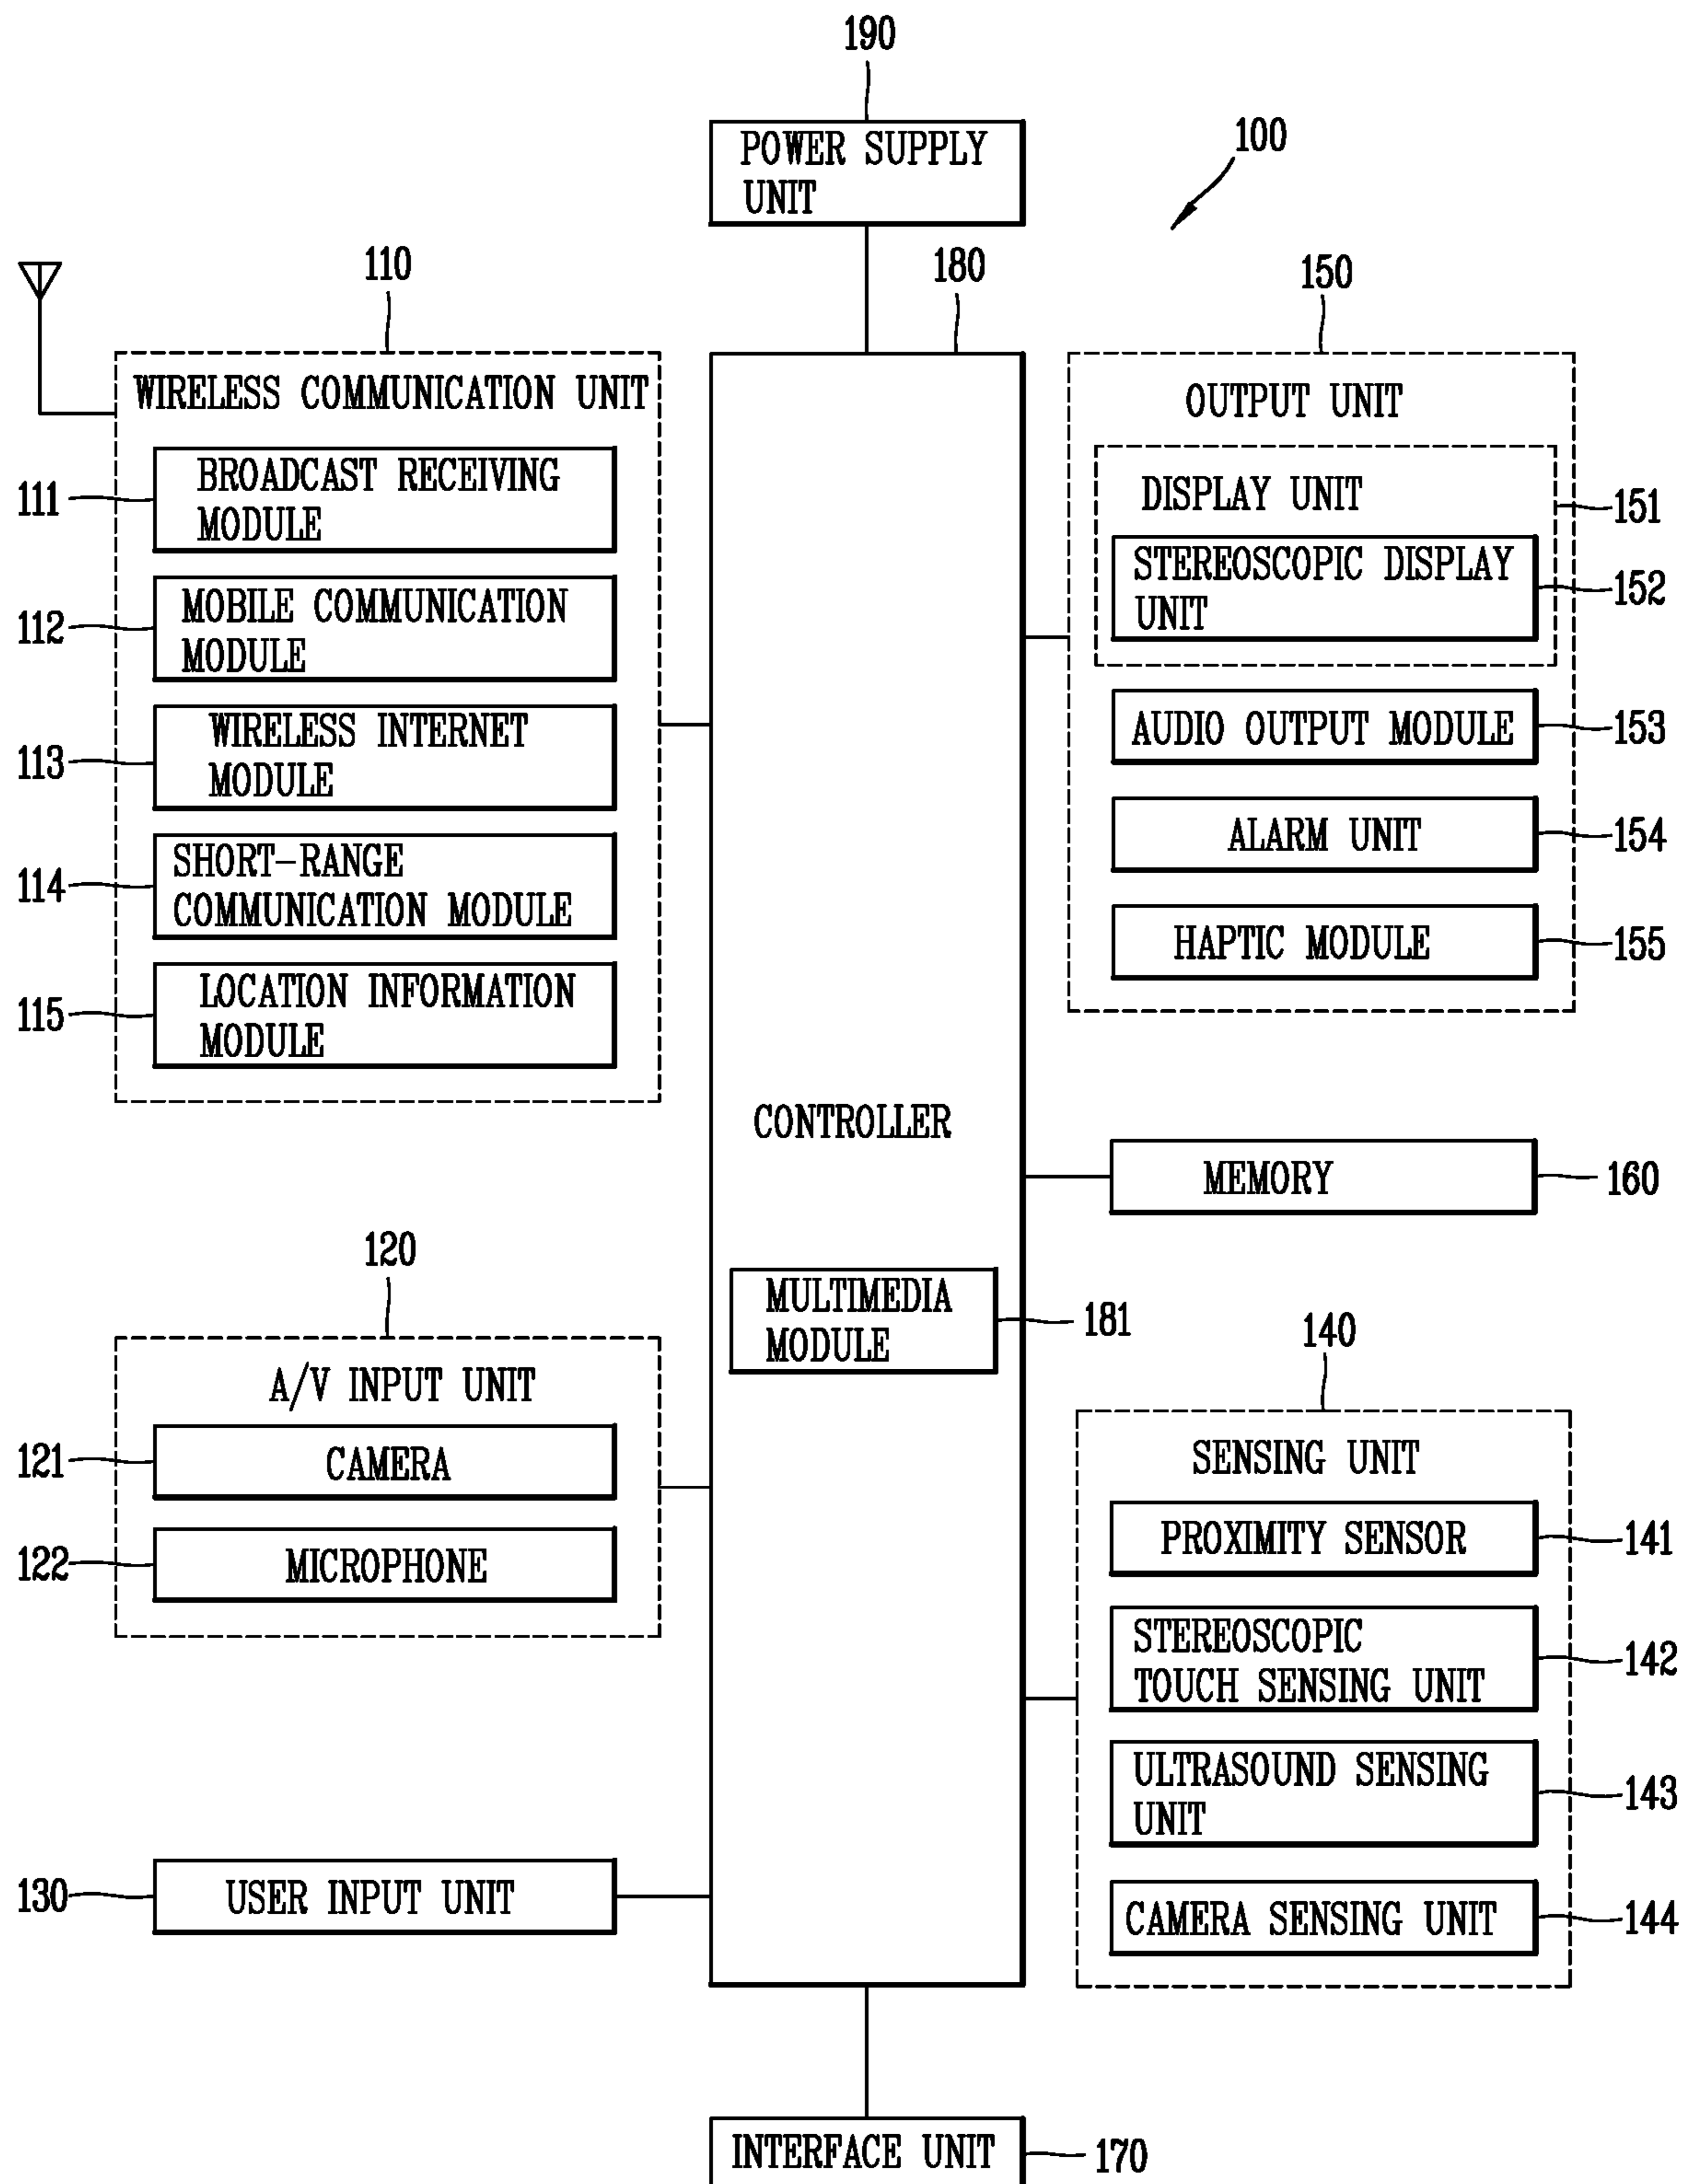 190
POWER SUPPLY
UNIT
100
110
180
150
WIRELESS COMMUNICATION UNIT
BROADCAST RECEIVING
MODULE
111
MOBILE COMMUNICATION
MODULE
112
WIRELESS INTERNET
MODULE
113
SHORT-RANGE
COMMUNICATION MODULE
114
LOCATION INFORMATION
MODULE
115
OUTPUT UNIT
DISPLAY UNIT
151
STEREOSCOPIC DISPLAY
UNIT
152
AUDIO OUTPUT MODULE
153
ALARM UNIT
154
HAPTIC MODULE
155
CONTROLLER
MEMORY
160
MULTIMEDIA
MODULE
181
120
A/V INPUT UNIT
121
CAMERA
122
MICROPHONE
140
SENSING UNIT
PROXIMITY SENSOR
141
STEREOSCOPIC
TOUCH SENSING UNIT
142
ULTRASOUND SENSING
UNIT
143
CAMERA SENSING UNIT
144
130
USER INPUT UNIT
INTERFACE UNIT
170